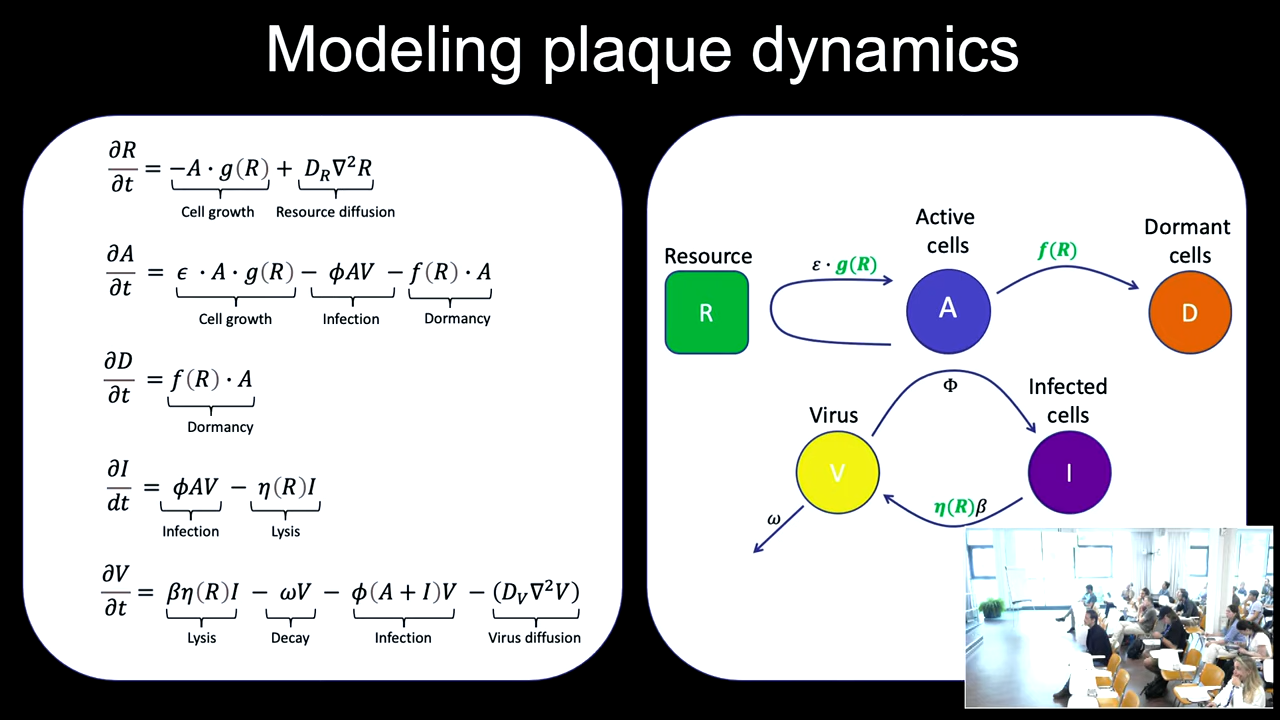 Modeling plaque dynamics
∂R/∂t = −A · g(R) + D_R∇²R
Cell growth Resource diffusion
∂A/∂t = ϵ · A · g(R) − ϕAV − f(R) · A
Cell growth Infection Dormancy
∂D/∂t = f(R) · A
Dormancy
∂I/dt = ϕAV − η(R)I
Infection Lysis
∂V/∂t = βη(R)I − ωV − ϕ(A + I)V − (D_V∇²V)
Lysis Decay Infection Virus diffusion
Resource
R
ε · g(R)
Active
cells
A
f(R)
Dormant
cells
D
Φ
Virus
V
Infected
cells
I
η(R)β
ω